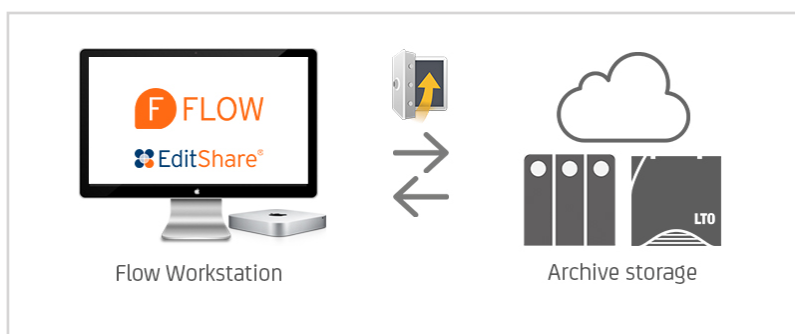 F FLOW
EditShare®
LTO
Flow Workstation
Archive storage